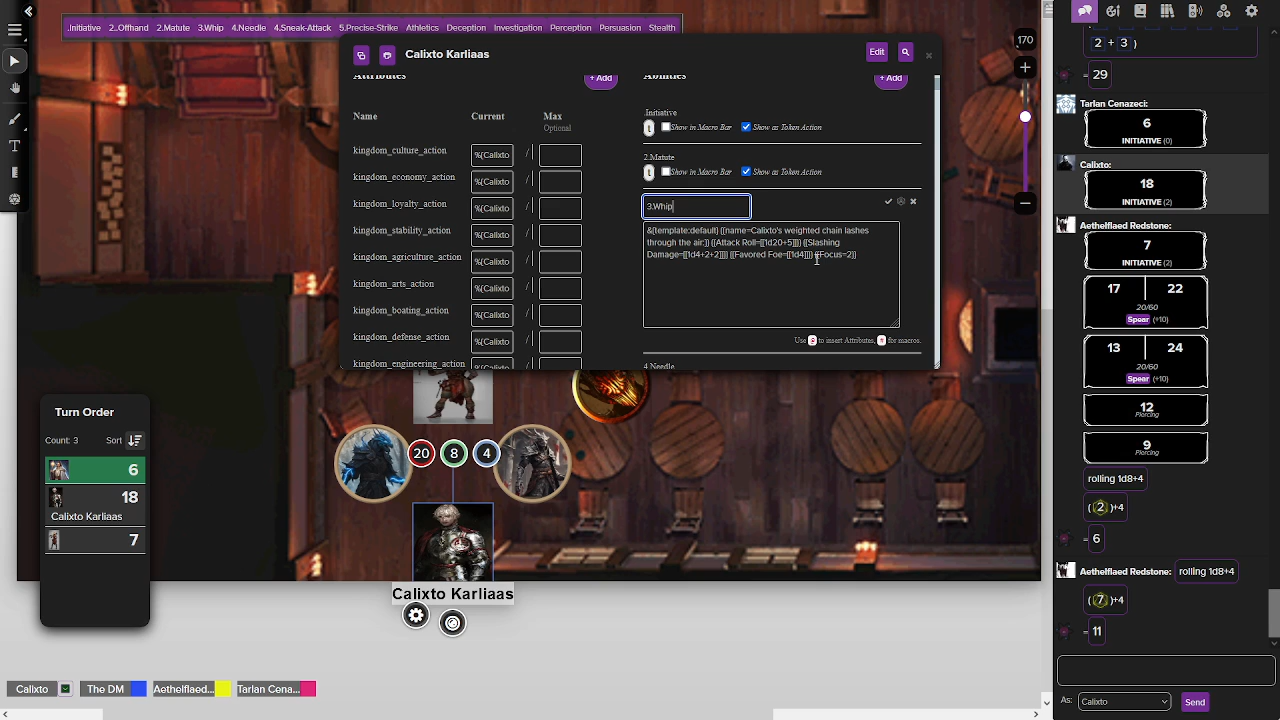 .Initiative 2..Offhand 2.Matute 3.Whip 4.Needle 4.Sneak-Attack 5.Precise-Strike Athletics Deception Investigation Perception Persuasion Stealth
Calixto Karliaas
Edit
Attributes
+ Add
Abilities
+ Add
Name
Current
Max
Optional
kingdom_culture_action
%{Calixto
/
kingdom_economy_action
%{Calixto
/
kingdom_loyalty_action
%{Calixto
/
kingdom_stability_action
%{Calixto
/
kingdom_agriculture_action
%{Calixto
/
kingdom_arts_action
%{Calixto
/
kingdom_boating_action
%{Calixto
/
kingdom_defense_action
%{Calixto
/
kingdom_engineering_action
%{Calixto
/
.Initiative
Show in Macro Bar
Show as Token Action
2.Matute
Show in Macro Bar
Show as Token Action
3.Whip
&{template:default} {{name=Calixto's weighted chain lashes
through the air:}} {{Attack Roll=[[1d20+5]]}} {{Slashing
Damage=[[1d4+2+2]]}} {{Favored Foe=[[1d4]]}} {{Focus=2}}
Use
to insert Attributes,
for macros.
4.Needle
170
20
8
4
Turn Order
Count: 3
Sort
6
18
Calixto Karliaas
7
Calixto Karliaas
Calixto
The DM
Aethelflaed...
Tarlan Cena...
2 + 3 )
= 29
Tarlan Cenazeci:
6
INITIATIVE (0)
Calixto:
18
INITIATIVE (2)
Aethelflaed Redstone:
7
INITIATIVE (2)
17 22
20/60
Spear (+10)
13 24
20/60
Spear (+10)
12
Piercing
9
Piercing
rolling 1d8+4
(2)+4
= 6
Aethelflaed Redstone:
rolling 1d8+4
(7)+4
= 11
As:
Calixto
Send